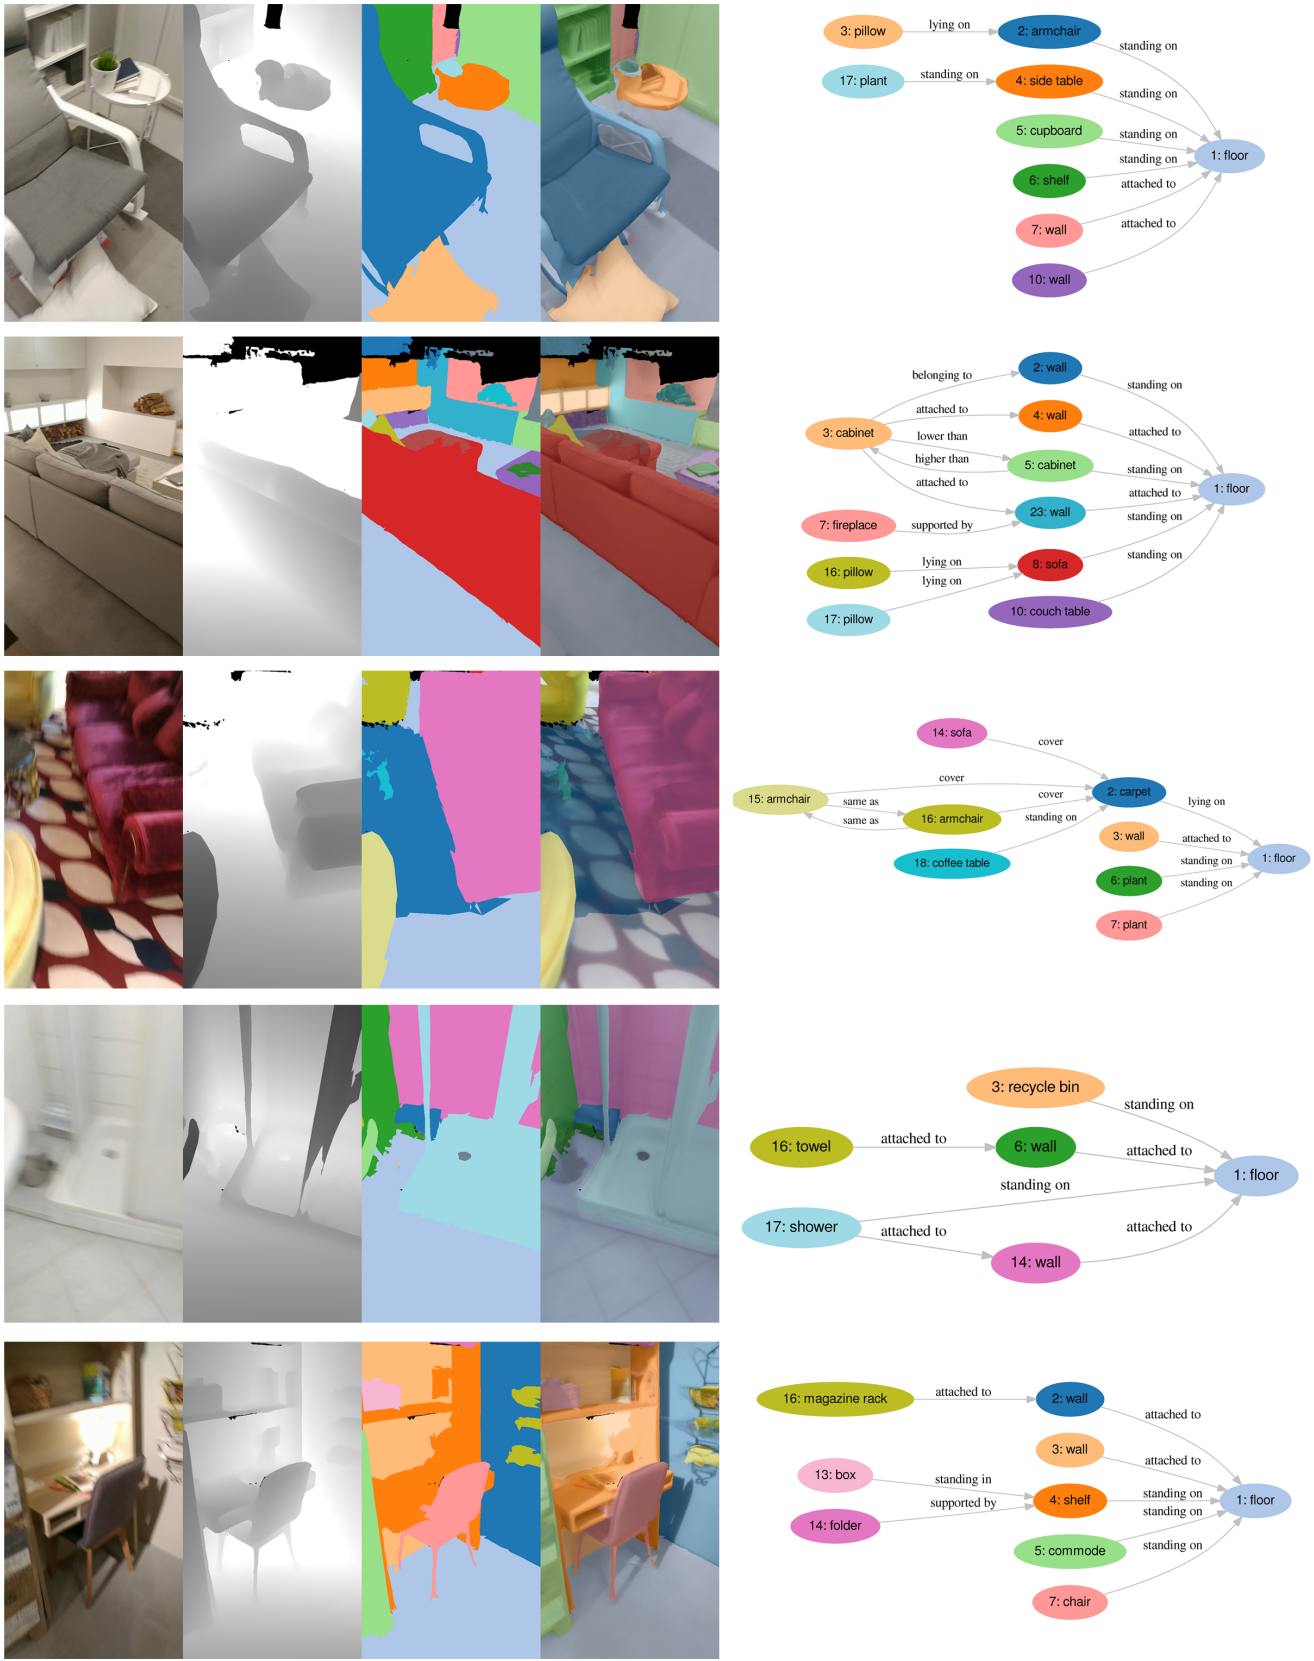 3: pillow
lying on
2: armchair
standing on
17: plant
standing on
4: side table
standing on
5: cupboard
standing on
1: floor
standing on
6: shelf
attached to
7: wall
attached to
10: wall
2: wall
belonging to
standing on
attached to
4: wall
3: cabinet
lower than
attached to
higher than
5: cabinet
standing on
attached to
1: floor
attached to
23: wall
standing on
7: fireplace
supported by
lying on
8: sofa
standing on
16: pillow
lying on
17: pillow
10: couch table
14: sofa
cover
cover
15: armchair
same as
cover
2: carpet
lying on
same as
16: armchair
standing on
3: wall
attached to
18: coffee table
standing on
1: floor
6: plant
standing on
7: plant
3: recycle bin
standing on
16: towel
attached to
6: wall
attached to
standing on
1: floor
17: shower
attached to
attached to
14: wall
16: magazine rack
attached to
2: wall
attached to
3: wall
attached to
13: box
standing in
4: shelf
standing on
1: floor
supported by
standing on
14: folder
5: commode
standing on
7: chair